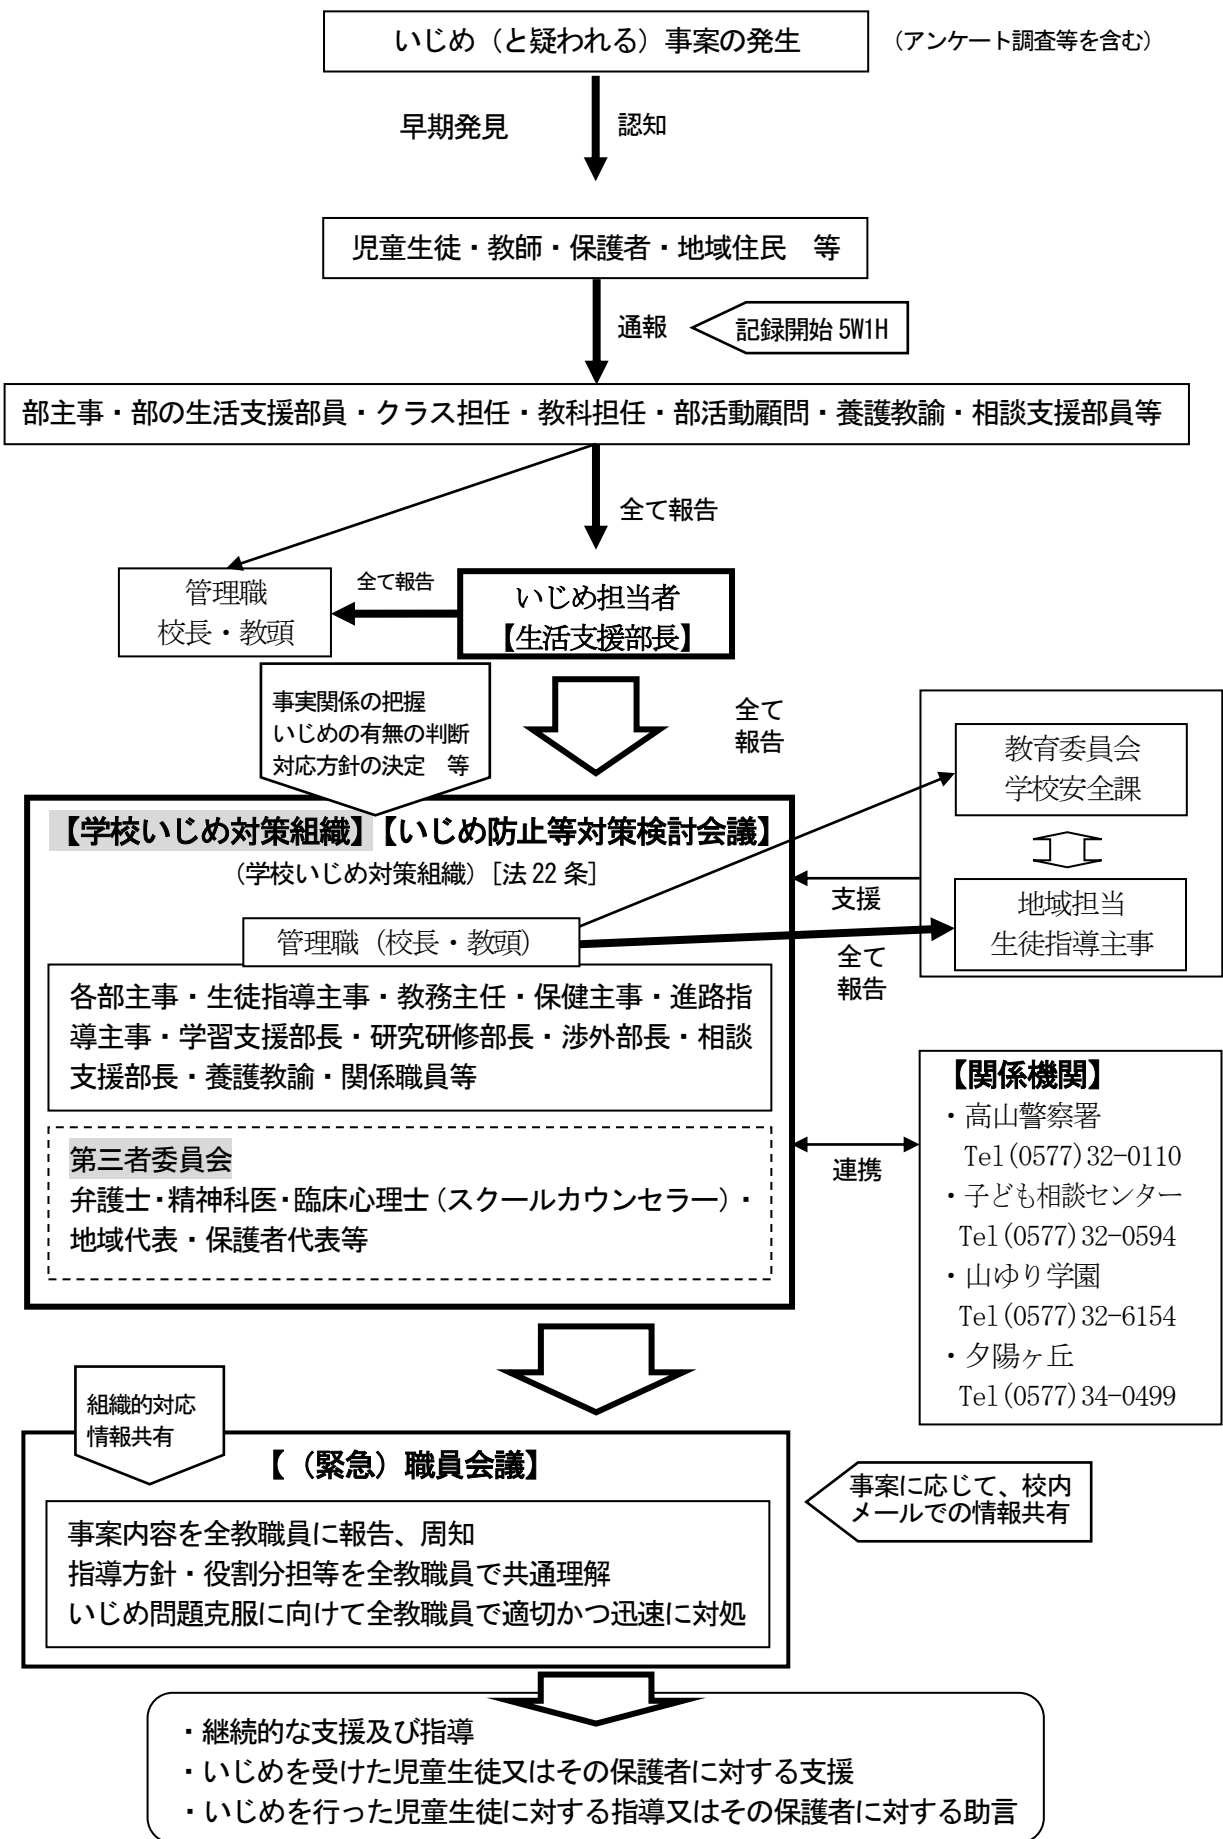 いじめ（と疑われる）事案の発生
（アンケート調査等を含む）
早期発見
認知
児童生徒・教師・保護者・地域住民　等
通報
記録開始 5W1H
部主事・部の生活支援部員・クラス担任・教科担任・部活動顧問・養護教諭・相談支援部員等
全て報告
管理職
校長・教頭
全て報告
いじめ担当者
【生活支援部長】
事実関係の把握
いじめの有無の判断
対応方針の決定　等
全て
報告
教育委員会
学校安全課
地域担当
生徒指導主事
【学校いじめ対策組織】【いじめ防止等対策検討会議】
（学校いじめ対策組織）［法 22 条］
支援
管理職（校長・教頭）
全て
報告
各部主事・生徒指導主事・教務主任・保健主事・進路指
導主事・学習支援部長・研究研修部長・渉外部長・相談
支援部長・養護教諭・関係職員等
第三者委員会
弁護士・精神科医・臨床心理士（スクールカウンセラー）・
地域代表・保護者代表等
連携
【関係機関】
・高山警察署
Tel(0577)32-0110
・子ども相談センター
Tel(0577)32-0594
・山ゆり学園
Tel(0577)32-6154
・夕陽ヶ丘
Tel(0577)34-0499
組織的対応
情報共有
【（緊急）職員会議】
事案に応じて、校内
メールでの情報共有
事案内容を全教職員に報告、周知
指導方針・役割分担等を全教職員で共通理解
いじめ問題克服に向けて全教職員で適切かつ迅速に対処
・継続的な支援及び指導
・いじめを受けた児童生徒又はその保護者に対する支援
・いじめを行った児童生徒に対する指導又はその保護者に対する助言